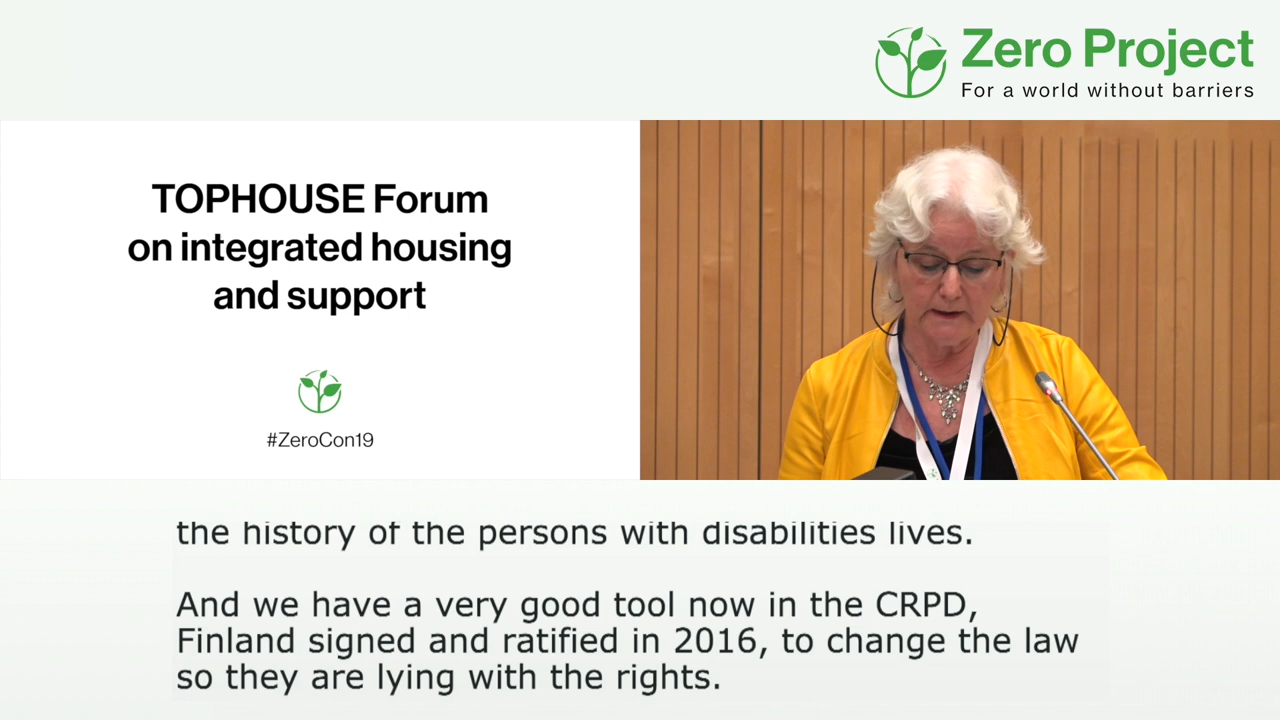 Zero Project
For a world without barriers
TOPHOUSE Forum
on integrated housing
and support
#ZeroCon19
the history of the persons with disabilities lives.
And we have a very good tool now in the CRPD,
Finland signed and ratified in 2016, to change the law
so they are lying with the rights.